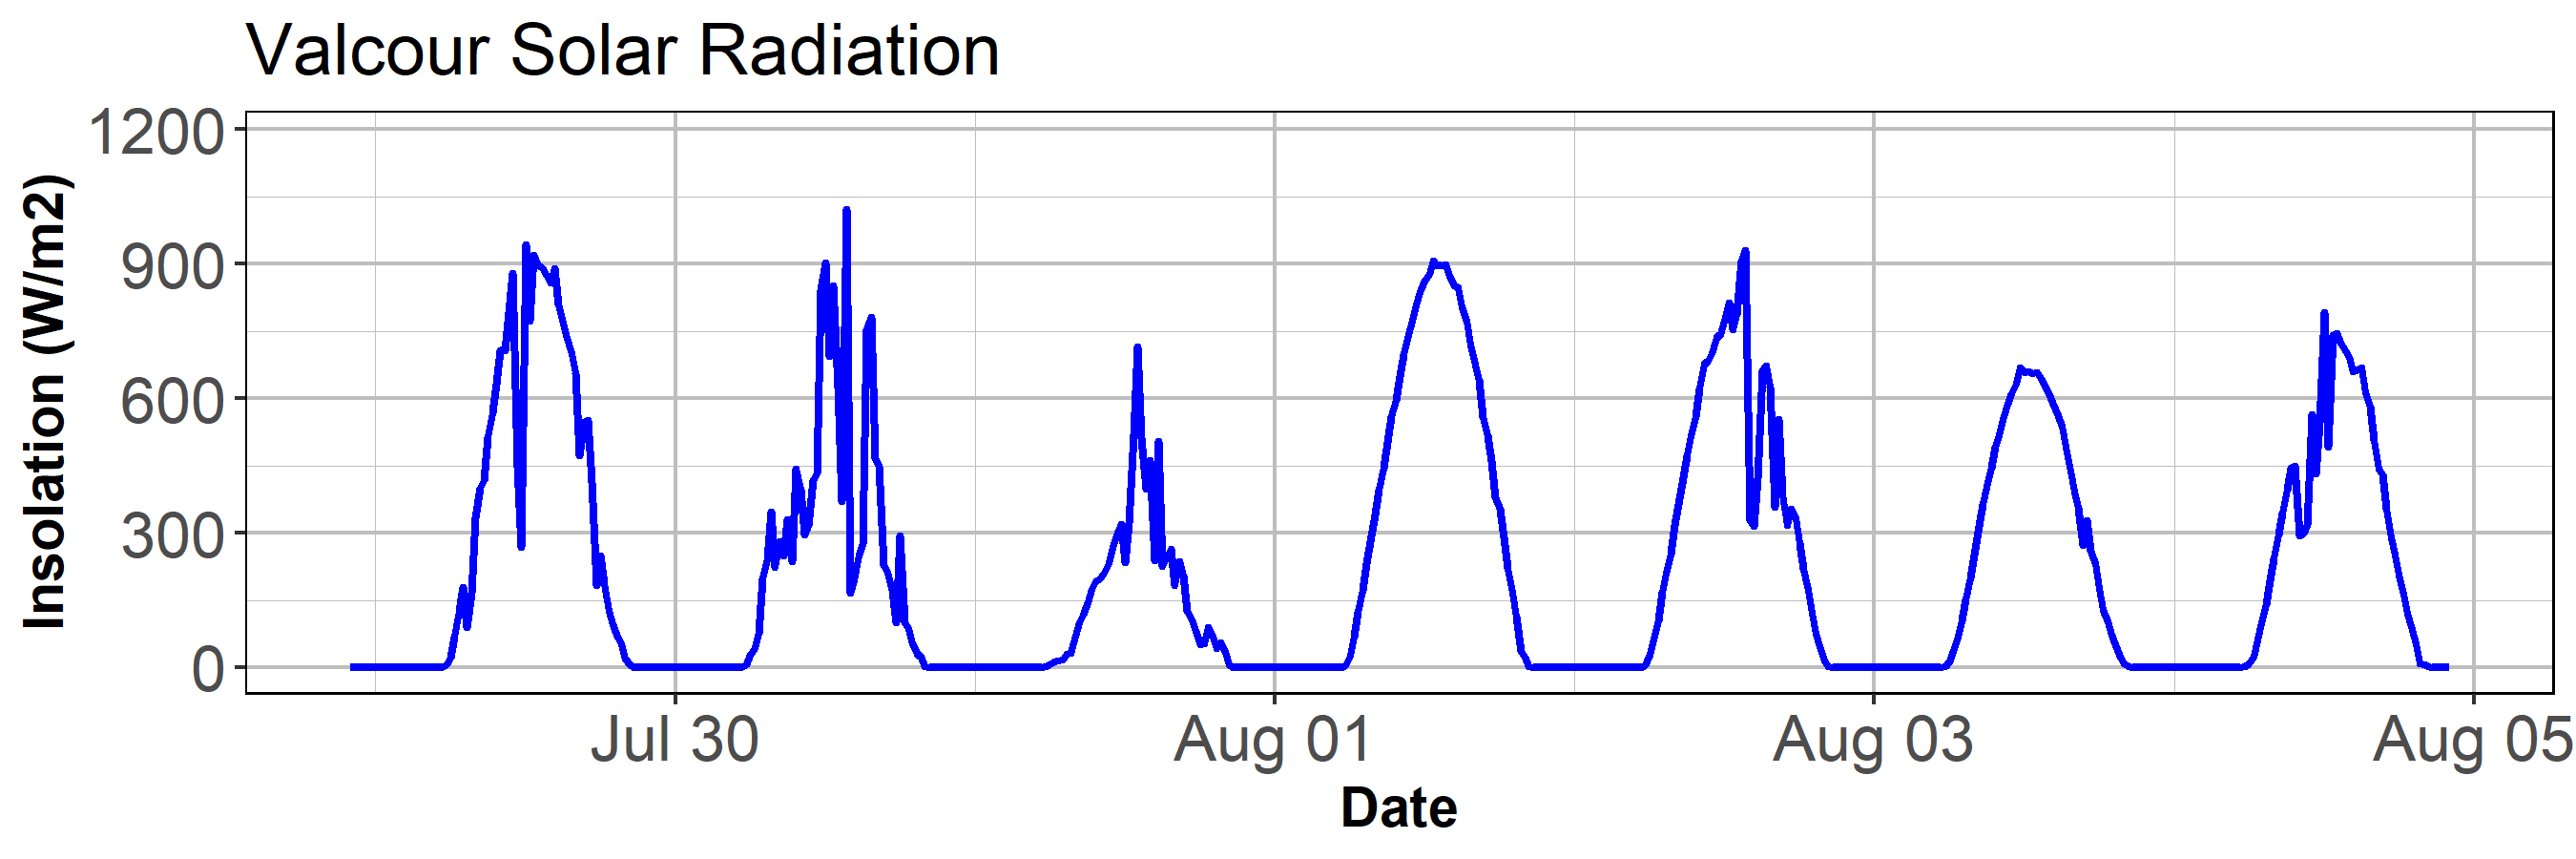 Valcour Solar Radiation
Insolation (W/m2)
1200
900
600
300
0
Jul 30 Aug 01 Aug 03 Aug 05
Date